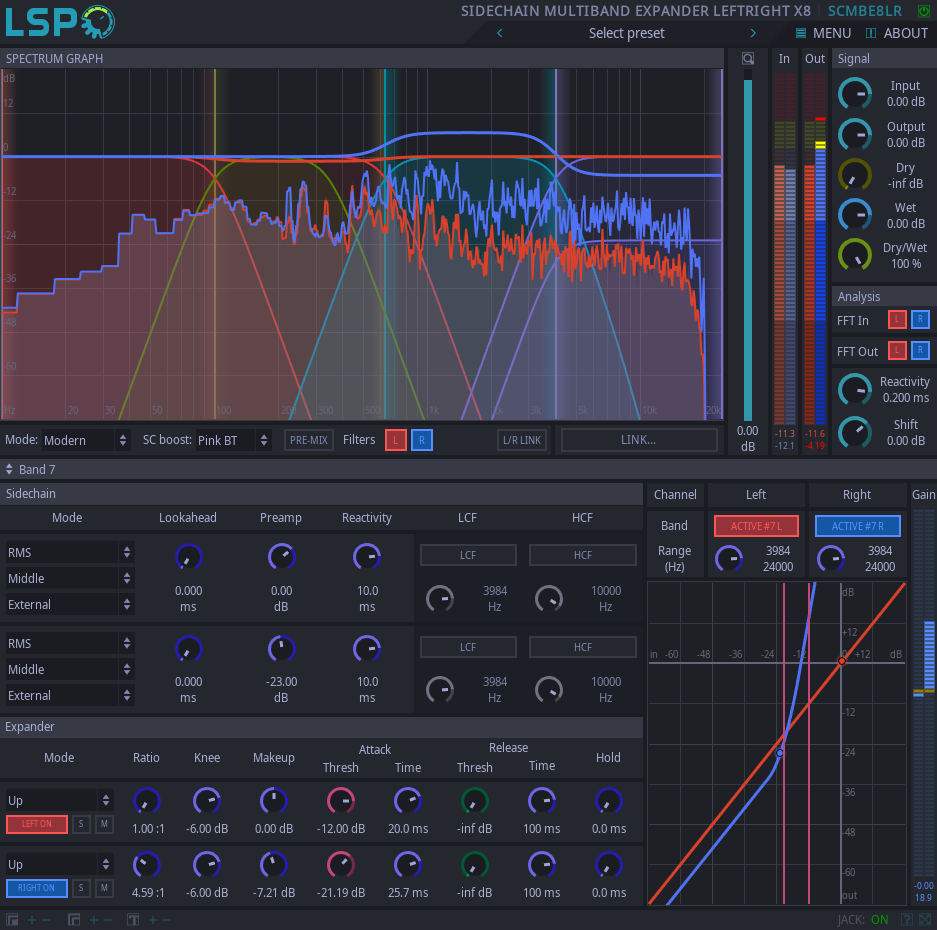 LSP
SIDECHAIN MULTIBAND EXPANDER LEFTRIGHT X8 SCMBE8LR
Select preset
MENU
ABOUT
SPECTRUM GRAPH
In
Out
Signal
dB
12
0
-12
-24
-36
-48
-60
Hz 20 30 50 100 200 300 500 1k 2k 3k 5k 10k 20k
0.00
dB
-11.3
-12.1
-11.6
-4.19
Input
0.00 dB
Output
0.00 dB
Dry
-inf dB
Wet
0.00 dB
Dry/Wet
100 %
Analysis
FFT In L R
FFT Out L R
Reactivity
0.200 ms
Shift
0.00 dB
Mode: Modern SC boost: Pink BT PRE-MIX Filters L R L/R LINK LINK...
Band 7
Sidechain
Mode Lookahead Preamp Reactivity LCF HCF
RMS
Middle
External
0.000
ms
0.00
dB
10.0
ms
LCF
3984
Hz
HCF
10000
Hz
RMS
Middle
External
0.000
ms
-23.00
dB
10.0
ms
LCF
3984
Hz
HCF
10000
Hz
Expander
Mode Ratio Knee Makeup Attack Release Hold
Thresh Time Thresh Time
Up
LEFT ON S M
1.00 :1 -6.00 dB 0.00 dB -12.00 dB 20.0 ms -inf dB 100 ms 0.0 ms
Up
RIGHT ON S M
4.59 :1 -6.00 dB -7.21 dB -21.19 dB 25.7 ms -inf dB 100 ms 0.0 ms
Channel Left Right Gain
Band ACTIVE #7 L ACTIVE #7 R
Range
(Hz)
3984
24000
3984
24000
dB
+12
in -60 -48 -36 -24 -12 0 +12 dB
-12
-24
-36
-48
-60
out
-0.00
18.9
JACK: ON